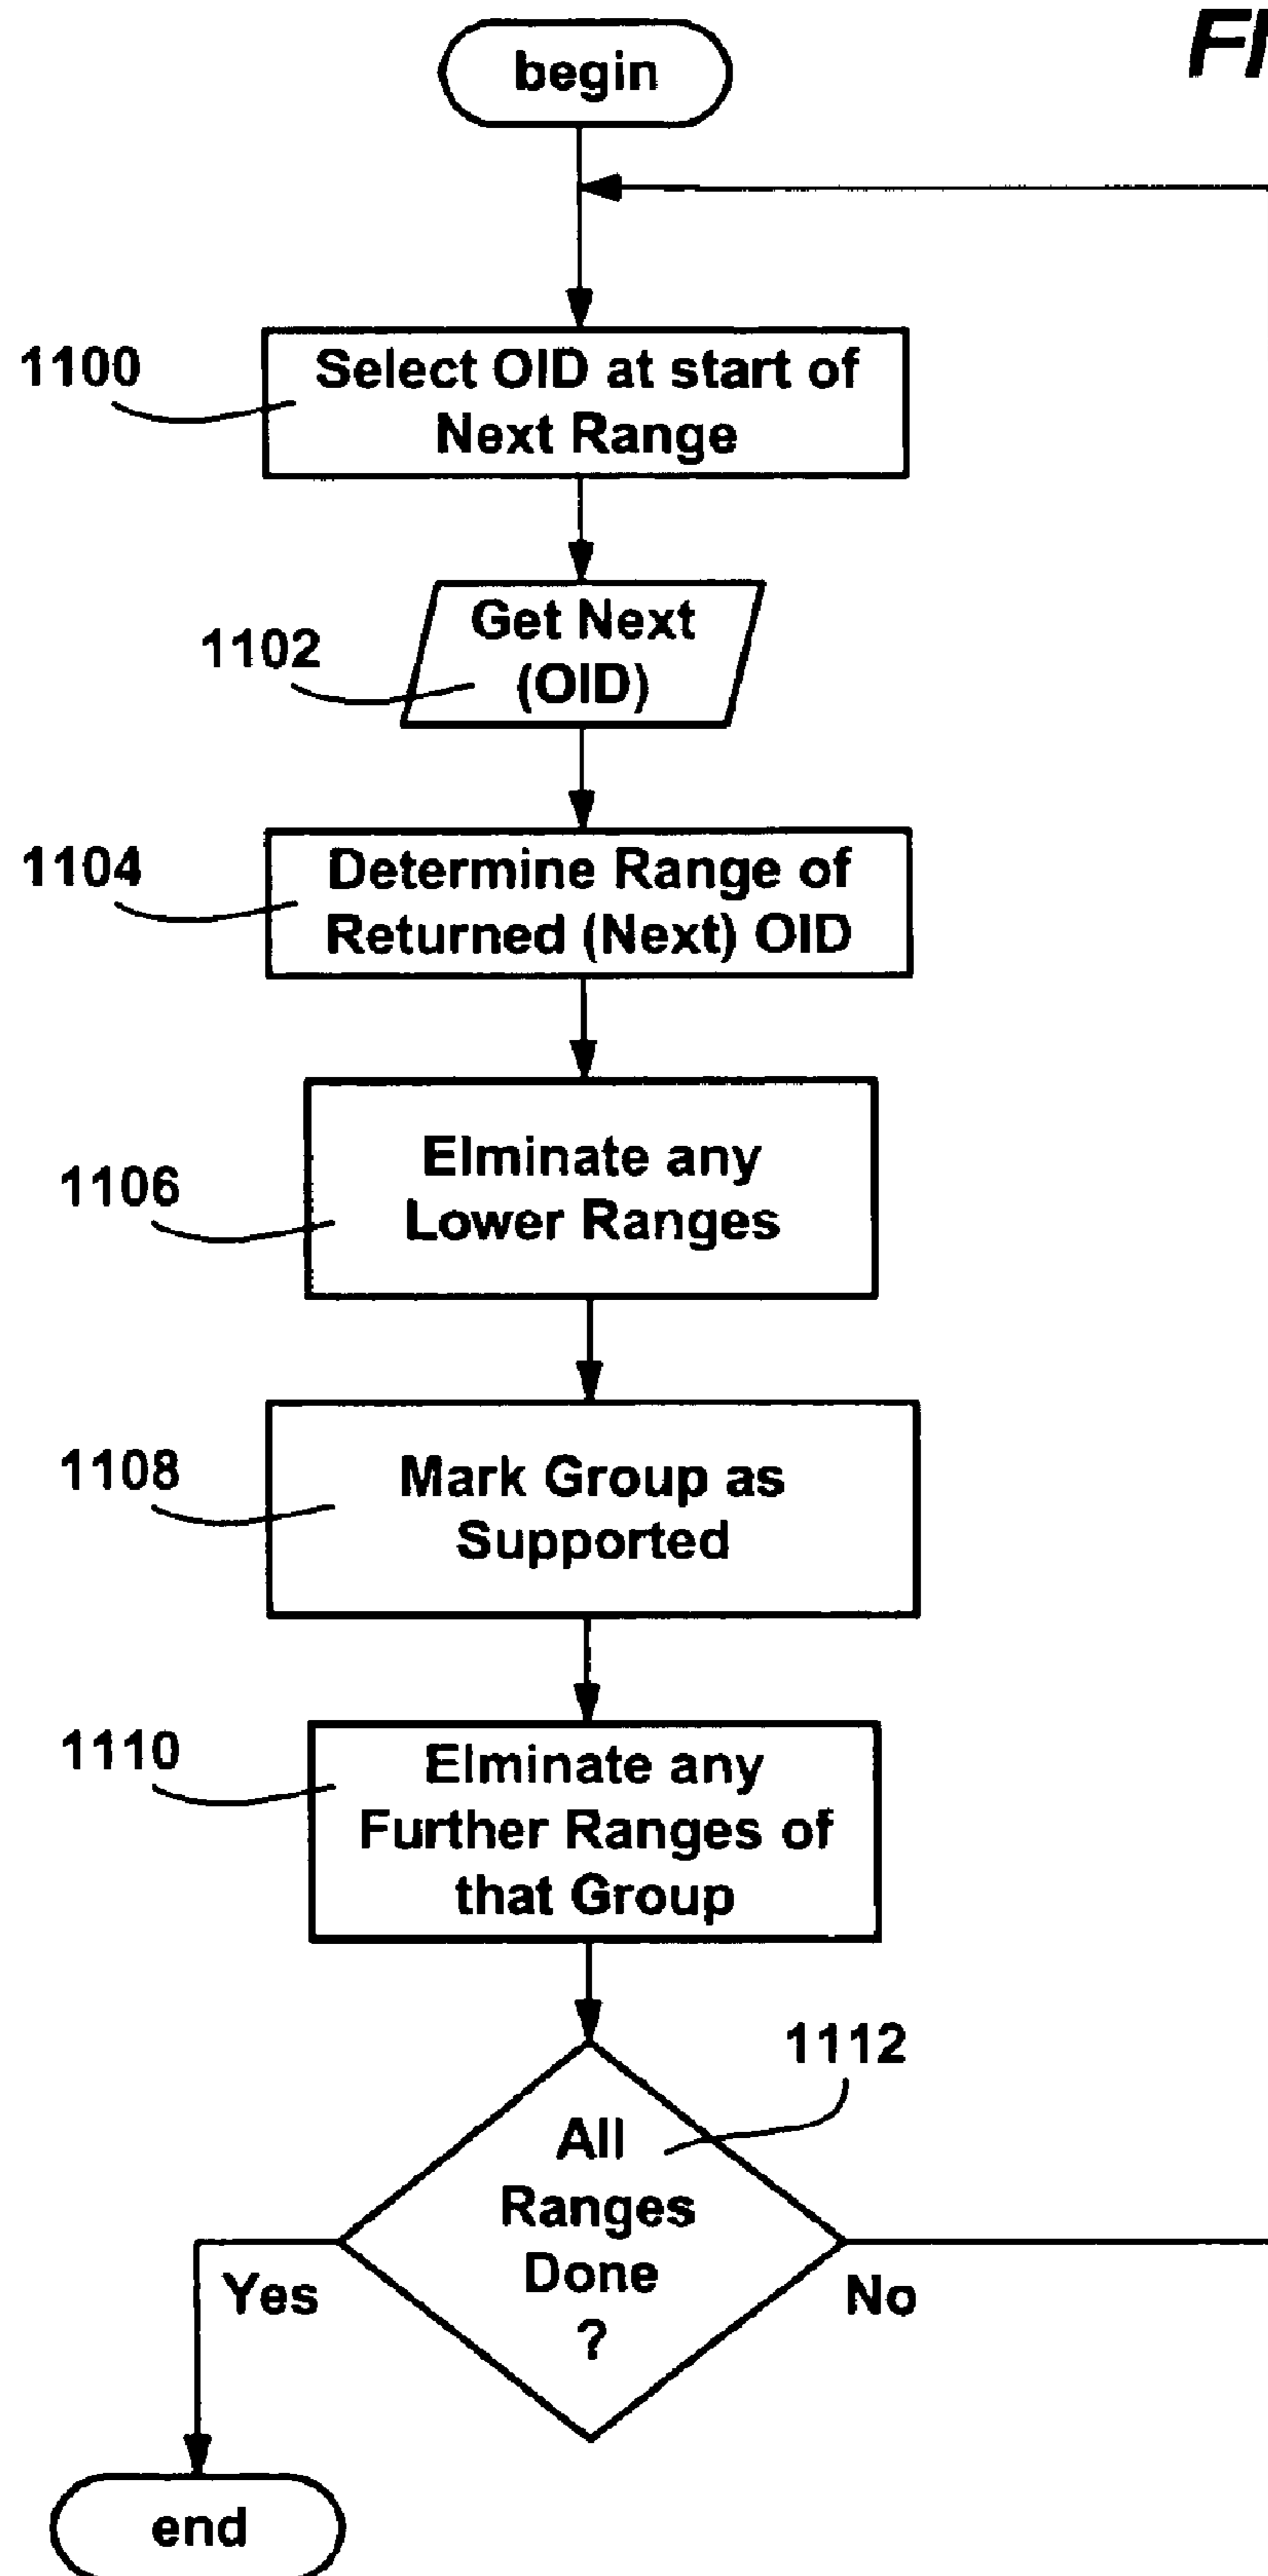 begin
1100
Select OID at start of
Next Range
1102
Get Next
(OID)
1104
Determine Range of
Returned (Next) OID
1106
Elminate any
Lower Ranges
1108
Mark Group as
Supported
1110
Elminate any
Further Ranges of
that Group
1112
All
Ranges
Done
?
Yes
No
end